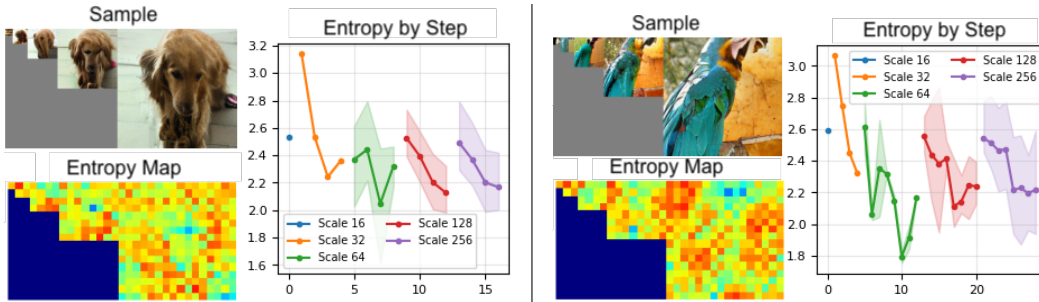 Sample
Entropy by Step
3.2
3.0
2.8
2.6
2.4
2.2
2.0
1.8
1.6
0
5
10
15
Scale 16
Scale 32
Scale 64
Scale 128
Scale 256
Entropy Map
Sample
Entropy by Step
3.0
2.8
2.6
2.4
2.2
2.0
1.8
0
10
20
Scale 16
Scale 32
Scale 64
Scale 128
Scale 256
Entropy Map